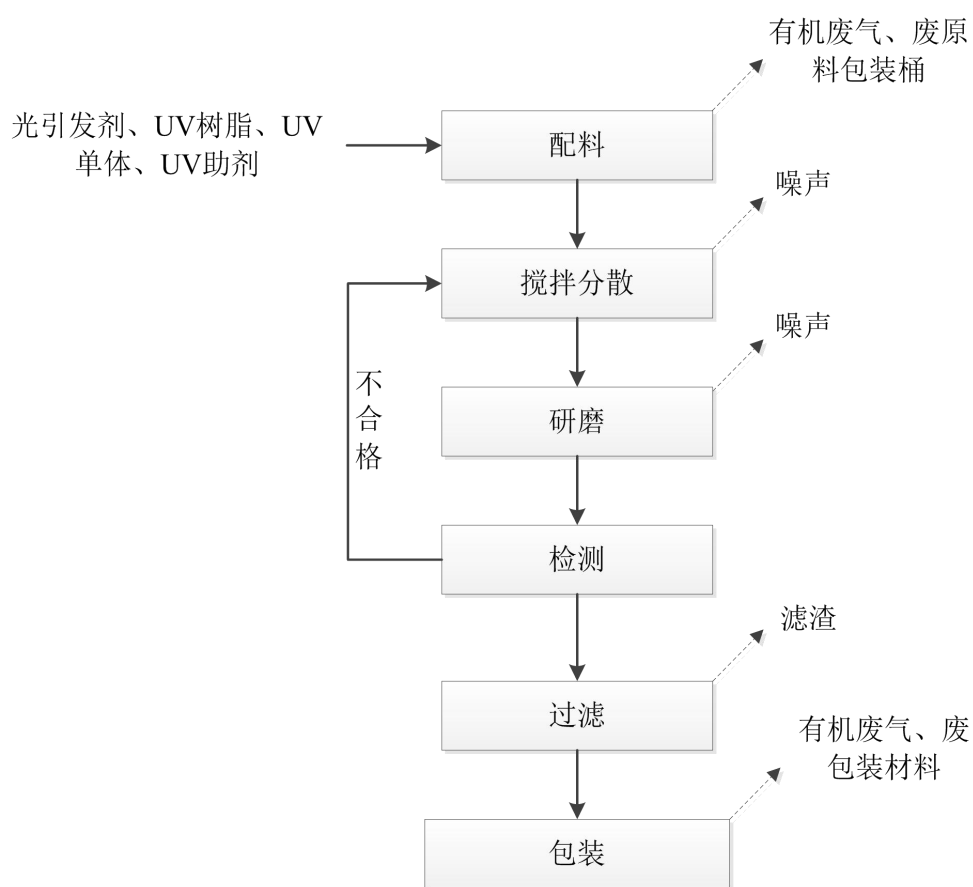 有机废气、废原
料包装桶
光引发剂、UV树脂、UV
单体、UV助剂
配料
噪声
搅拌分散
噪声
不
合
格
研磨
检测
滤渣
过滤
有机废气、废
包装材料
包装